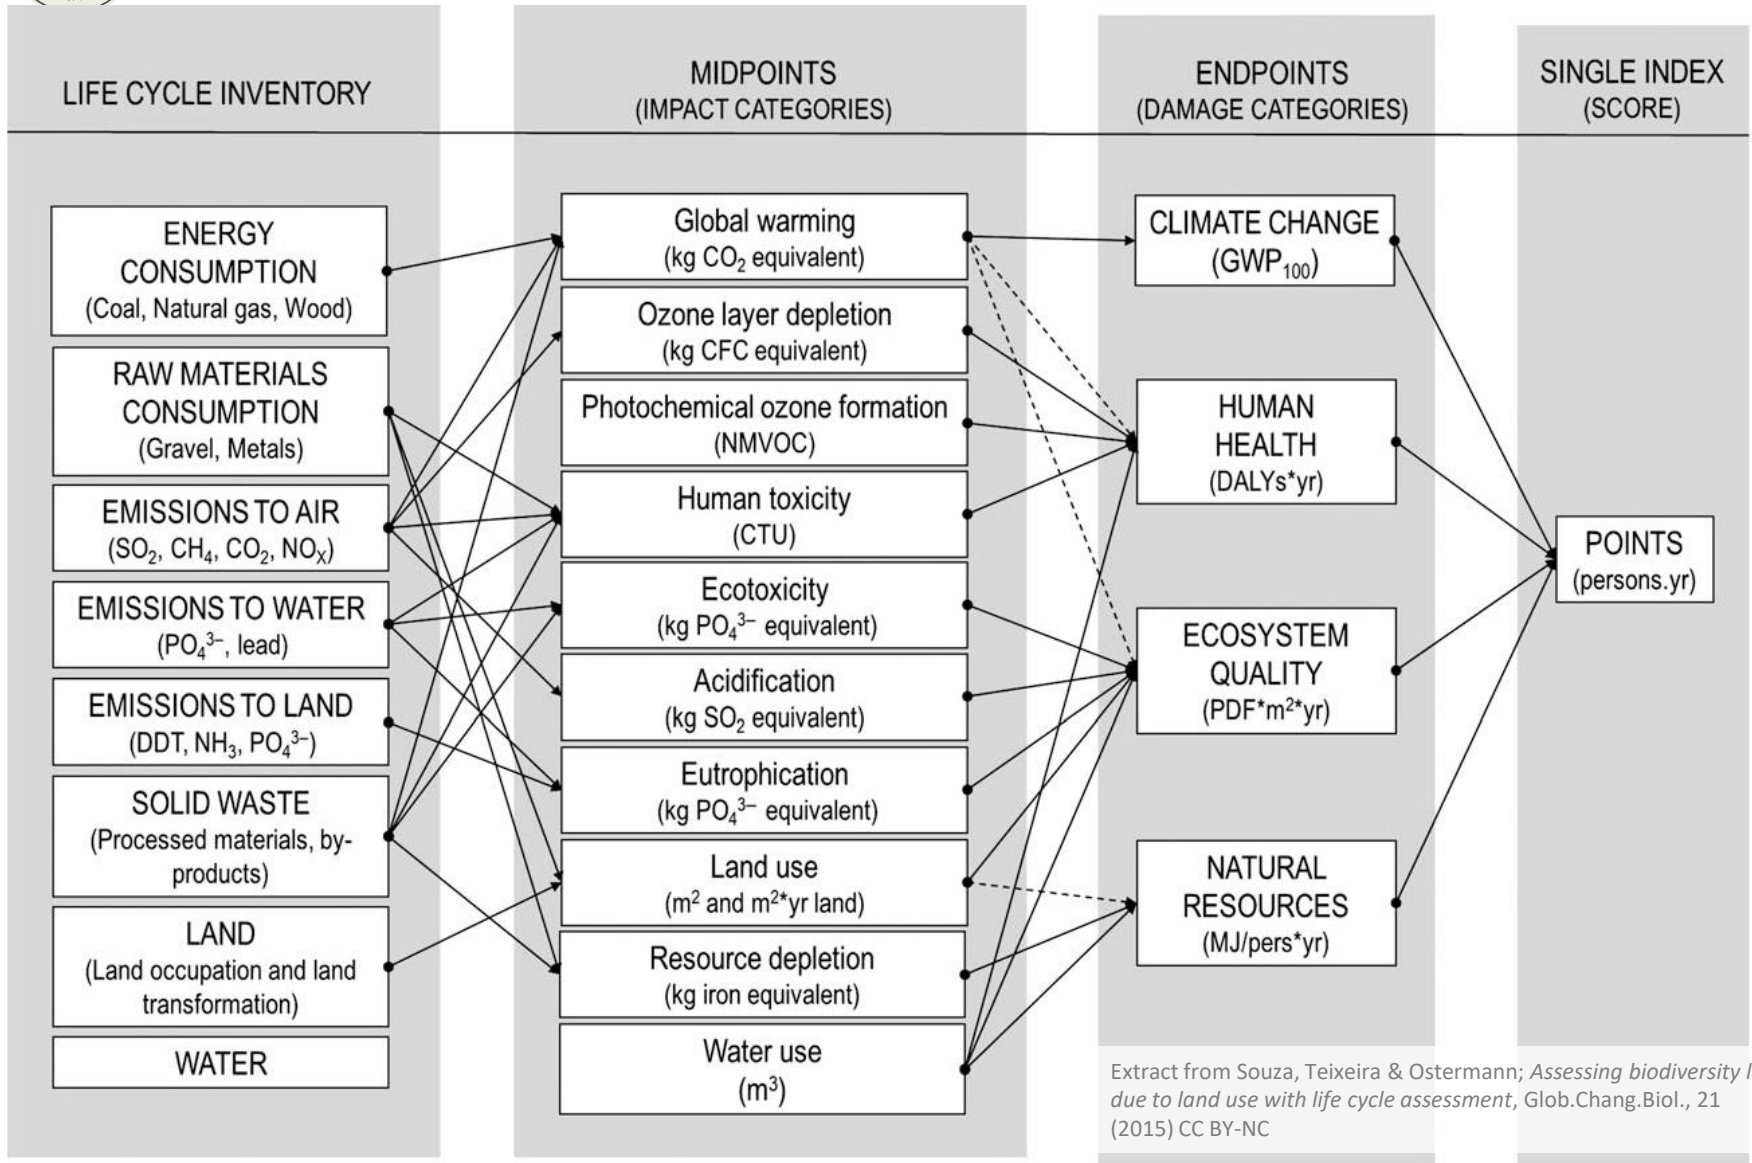 LIFE CYCLE INVENTORY
MIDPOINTS
(IMPACT CATEGORIES)
ENDPOINTS
(DAMAGE CATEGORIES)
SINGLE INDEX
(SCORE)
ENERGY
CONSUMPTION
(Coal, Natural gas, Wood)
RAW MATERIALS
CONSUMPTION
(Gravel, Metals)
EMISSIONS TO AIR
(SO₂, CH₄, CO₂, NOₓ)
EMISSIONS TO WATER
(PO₄³⁻, lead)
EMISSIONS TO LAND
(DDT, NH₃, PO₄³⁻)
SOLID WASTE
(Processed materials, by-
products)
LAND
(Land occupation and land
transformation)
WATER
Global warming
(kg CO₂ equivalent)
Ozone layer depletion
(kg CFC equivalent)
Photochemical ozone formation
(NMVOC)
Human toxicity
(CTU)
Ecotoxicity
(kg PO₄³⁻ equivalent)
Acidification
(kg SO₂ equivalent)
Eutrophication
(kg PO₄³⁻ equivalent)
Land use
(m² and m²*yr land)
Resource depletion
(kg iron equivalent)
Water use
(m³)
CLIMATE CHANGE
(GWP₁₀₀)
HUMAN
HEALTH
(DALYs*yr)
ECOSYSTEM
QUALITY
(PDF*m²*yr)
NATURAL
RESOURCES
(MJ/pers*yr)
POINTS
(persons.yr)
Extract from Souza, Teixeira & Ostermann; Assessing biodiversity
due to land use with life cycle assessment, Glob.Chang.Biol., 21
(2015) CC BY-NC